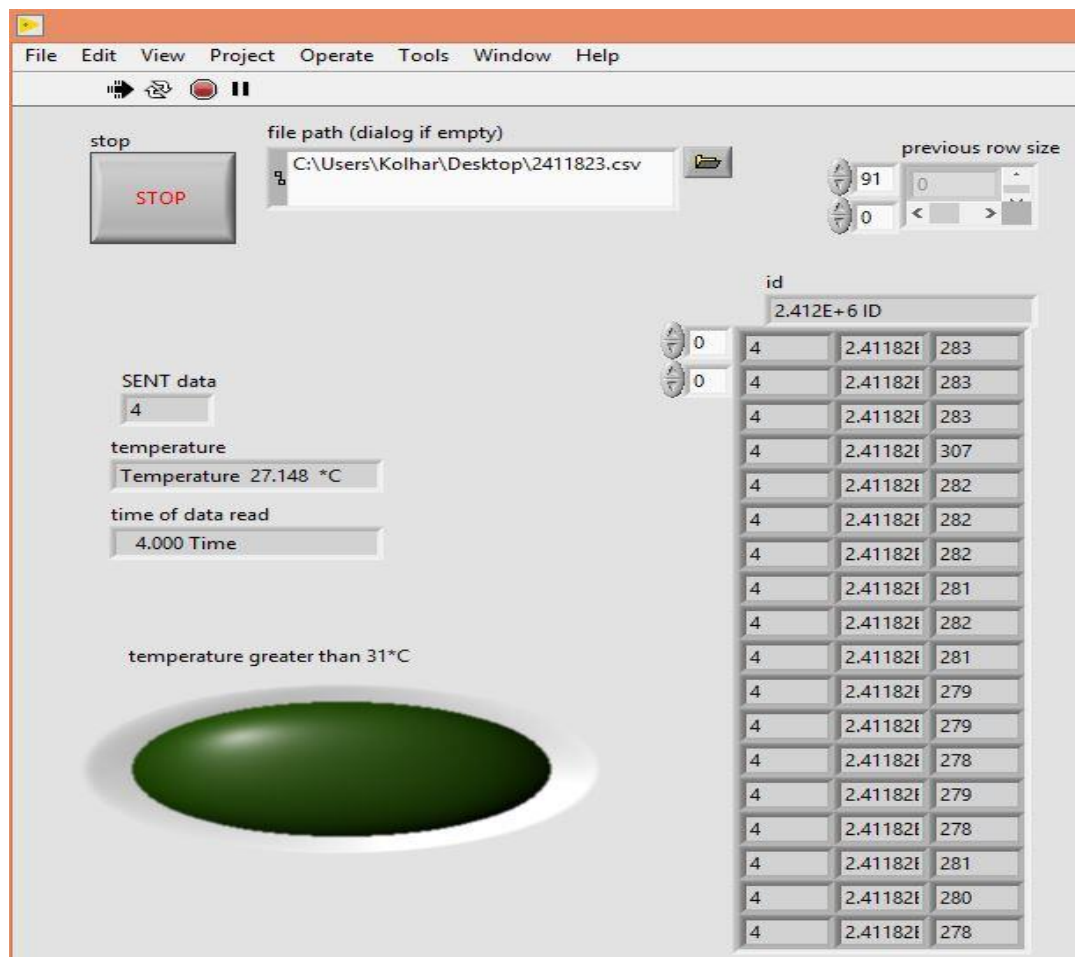 File Edit View Project Operate Tools Window Help
stop
STOP
file path (dialog if empty)
C:\Users\Kolhar\Desktop\2411823.csv
previous row size
91 0
0
id
2.412E+6 ID
0
0
4 2.41182E 283
4 2.41182E 283
4 2.41182E 283
4 2.41182E 307
4 2.41182E 282
4 2.41182E 282
4 2.41182E 282
4 2.41182E 281
4 2.41182E 282
4 2.41182E 281
4 2.41182E 279
4 2.41182E 279
4 2.41182E 278
4 2.41182E 279
4 2.41182E 278
4 2.41182E 281
4 2.41182E 280
4 2.41182E 278
SENT data
4
temperature
Temperature 27.148 *C
time of data read
4.000 Time
temperature greater than 31*C